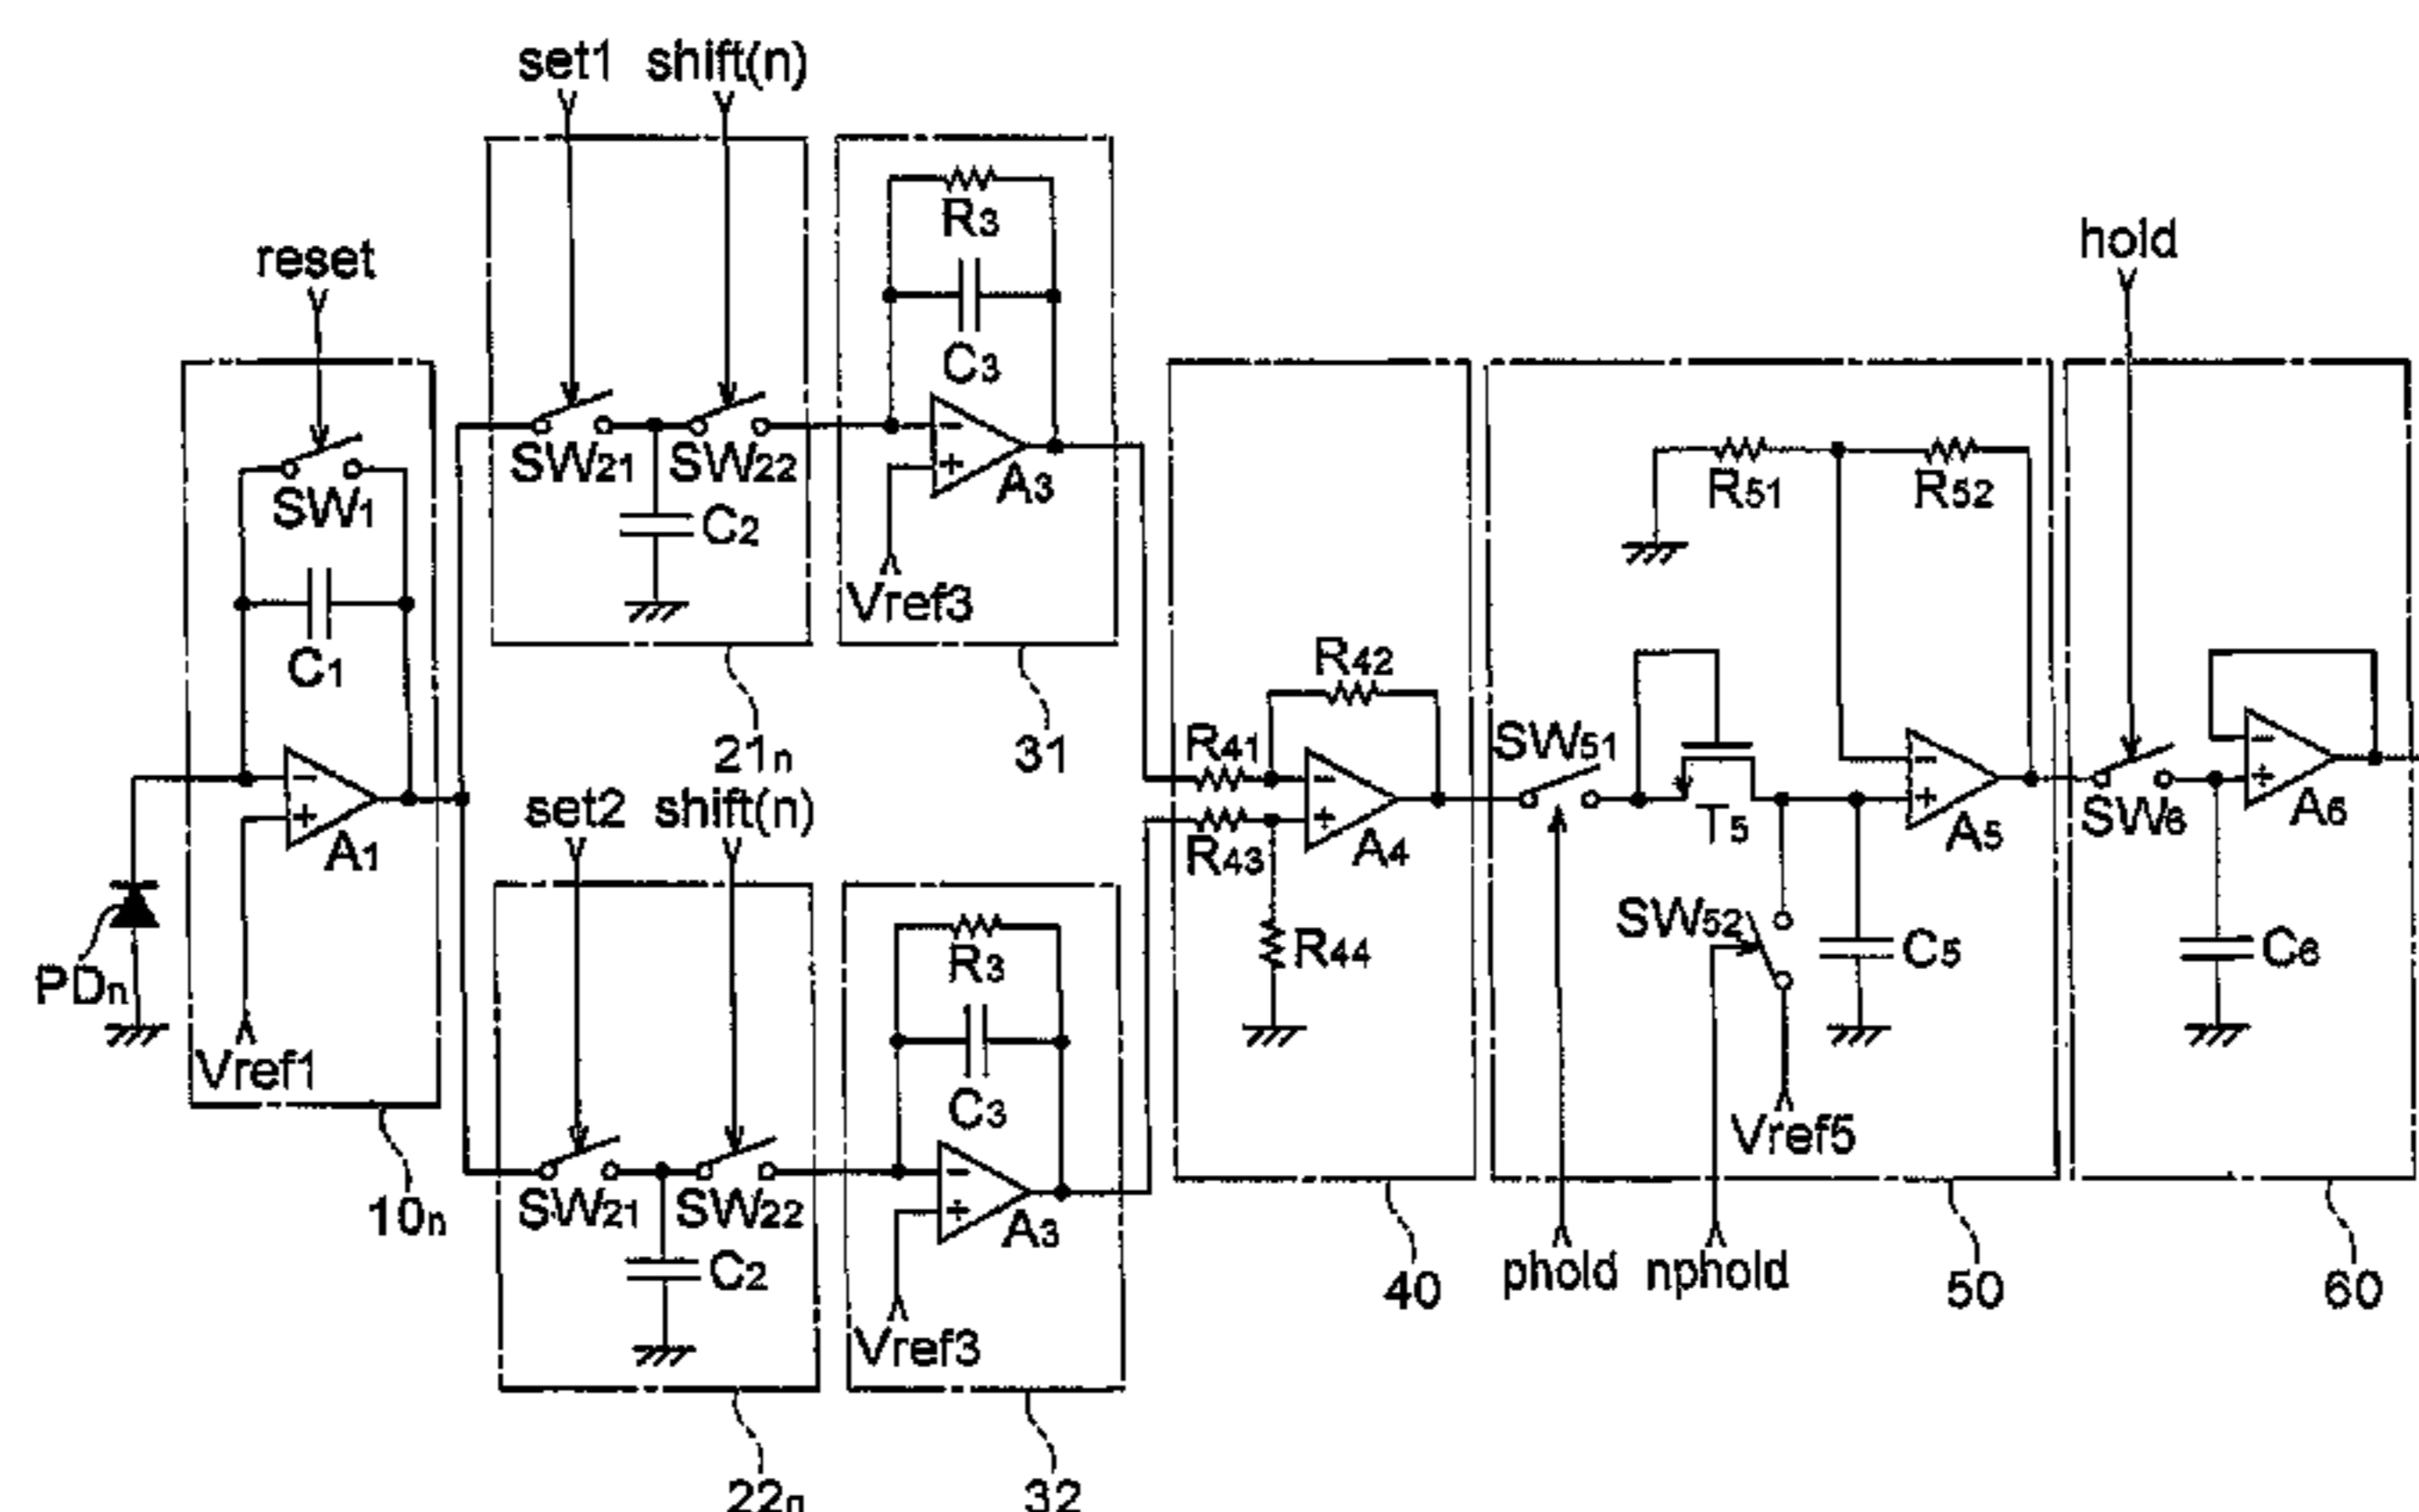 set1 shift(n)
reset
hold
R3
C3
SW21 SW22
C2
A3
Vref3
SW1
C1
A1
PDn
Vref1
10n
21n
31
set2 shift(n)
SW21 SW22
C2
R3
C3
A3
Vref3
22n
32
R41
R42
R43
R44
A4
40
SW51
T5
R51
R52
SW52
C5
A5
Vref5
phold nphold
50
SW6
C6
A6
60